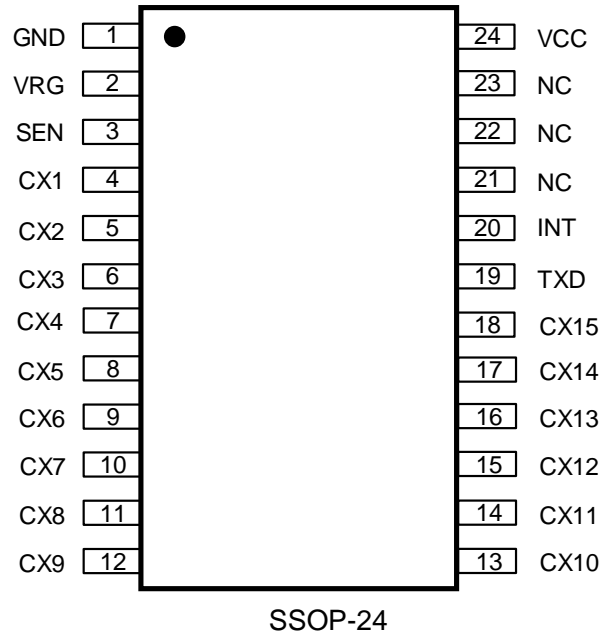 GND 1 24 VCC
VRG 2 23 NC
SEN 3 22 NC
CX1 4 21 NC
CX2 5 20 INT
CX3 6 19 TXD
CX4 7 18 CX15
CX5 8 17 CX14
CX6 9 16 CX13
CX7 10 15 CX12
CX8 11 14 CX11
CX9 12 13 CX10
SSOP-24